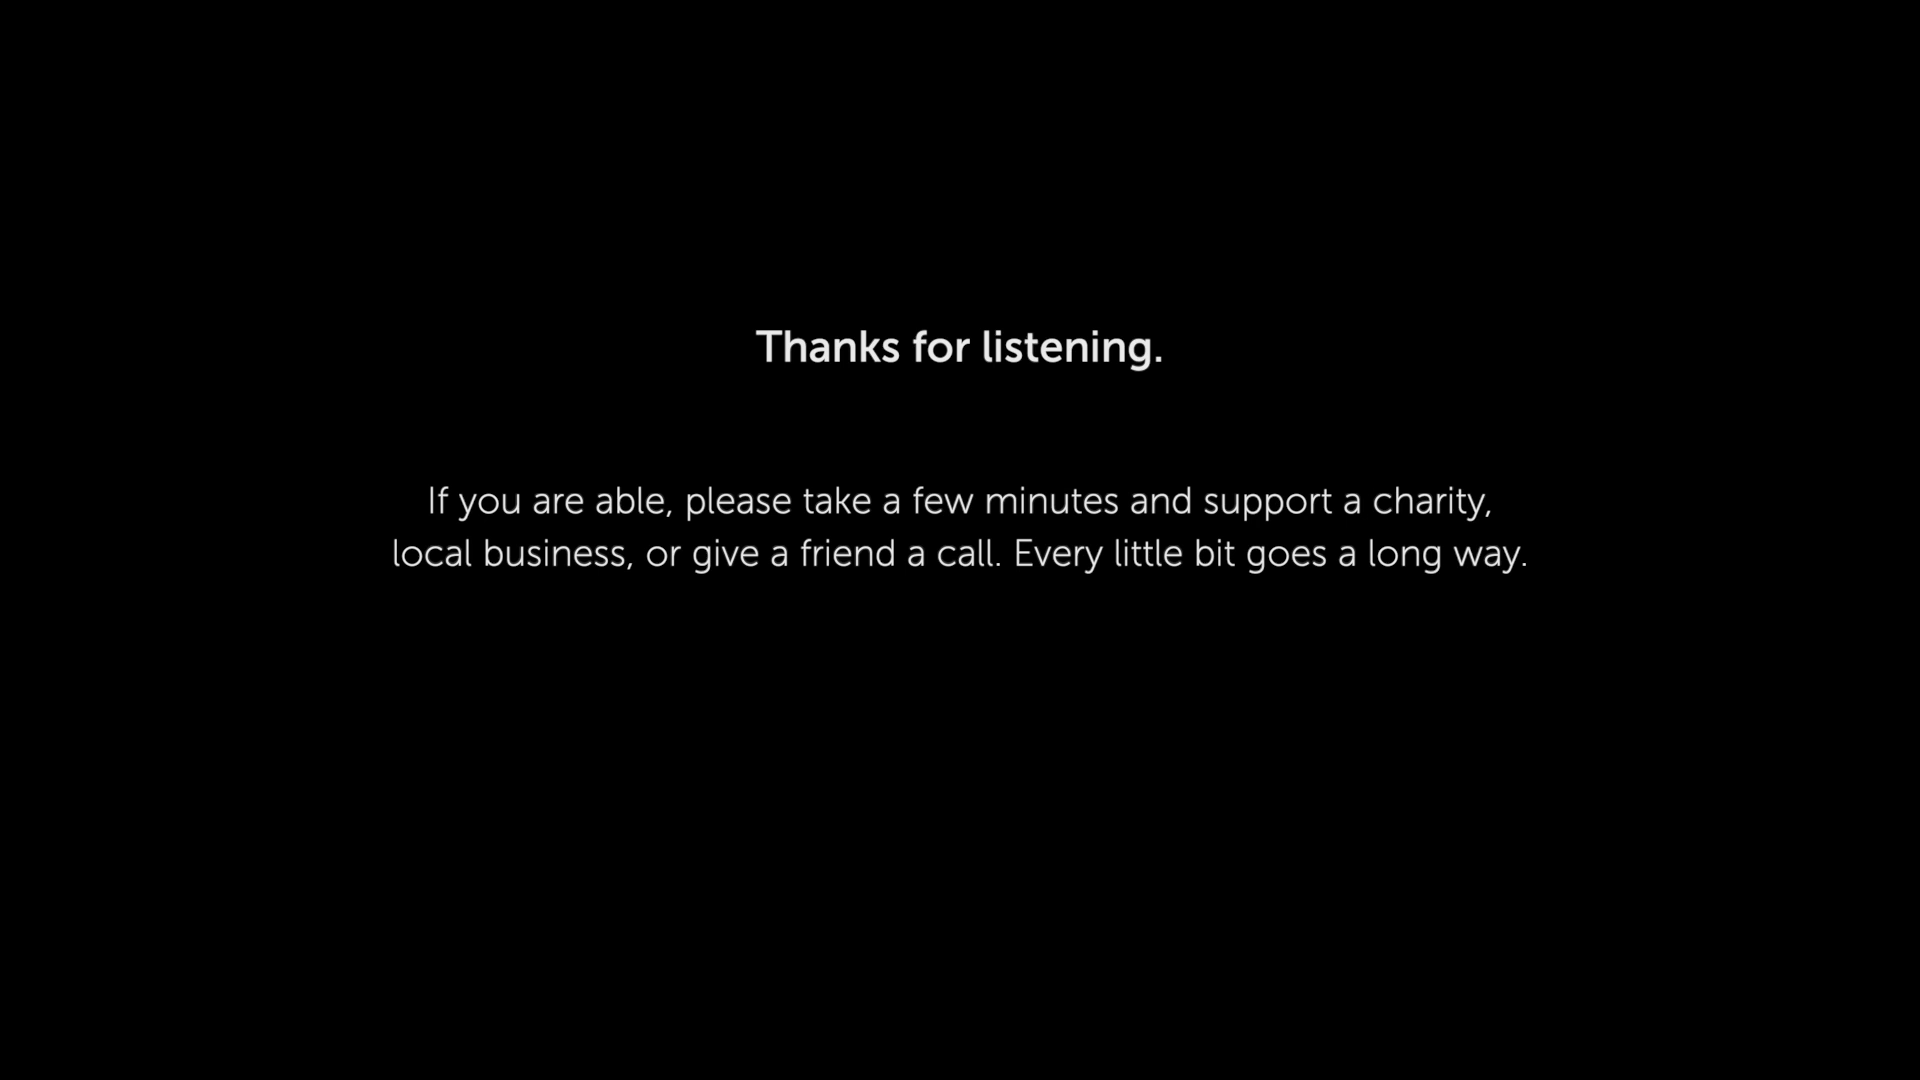 Thanks for listening.
If you are able, please take a few minutes and support a charity,
local business, or give a friend a call. Every little bit goes a long way.